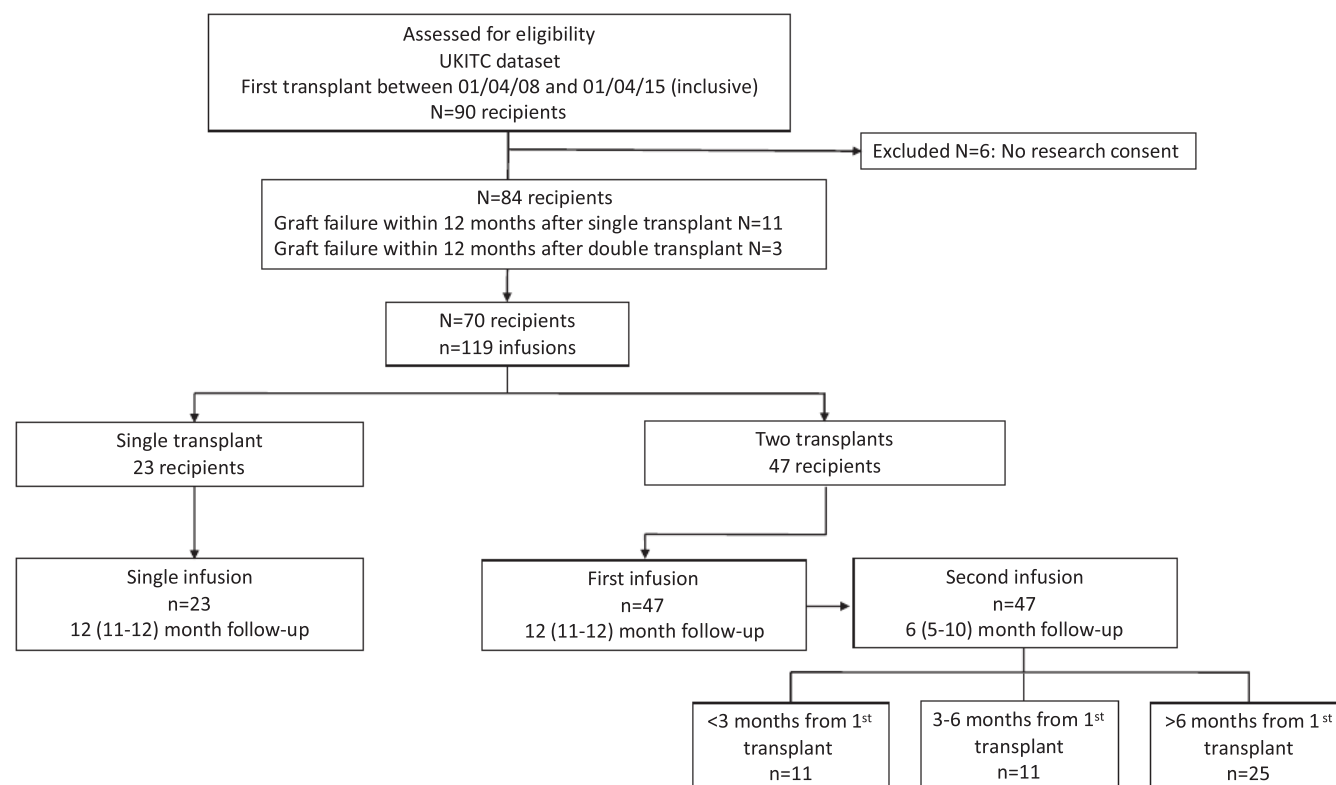 Assessed for eligibility
UKITC dataset
First transplant between 01/04/08 and 01/04/15 (inclusive)
N=90 recipients
Excluded N=6: No research consent
N=84 recipients
Graft failure within 12 months after single transplant N=11
Graft failure within 12 months after double transplant N=3
N=70 recipients
n=119 infusions
Single transplant
23 recipients
Two transplants
47 recipients
Single infusion
n=23
12 (11-12) month follow-up
First infusion
n=47
12 (11-12) month follow-up
Second infusion
n=47
6 (5-10) month follow-up
<3 months from 1st
transplant
n=11
3-6 months from 1st
transplant
n=11
>6 months from 1st
transplant
n=25